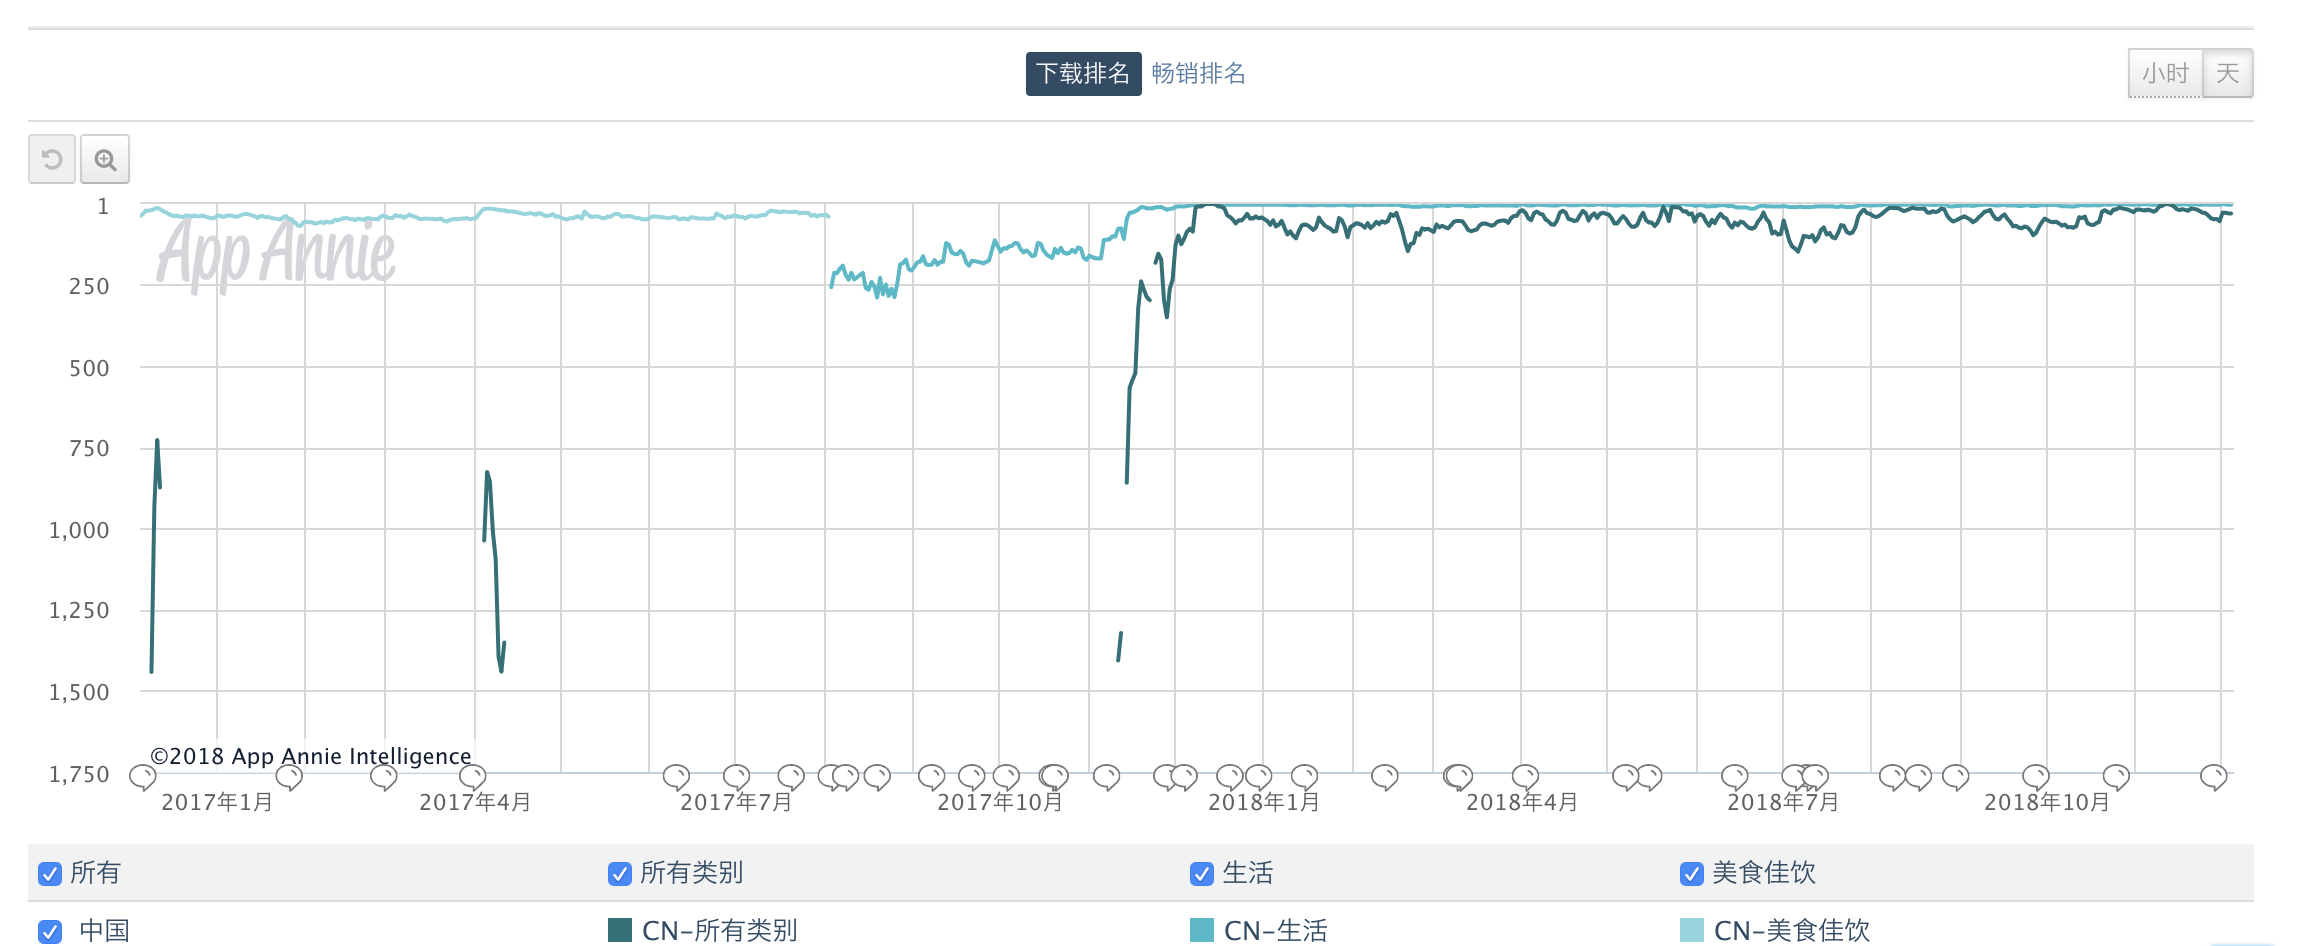 下载排名 畅销排名
小时 天
1
App Annie
250
500
750
1,000
1,250
1,500
©2018 App Annie Intelligence
1,750
2017年1月 2017年4月 2017年7月 2017年10月 2018年1月 2018年4月 2018年7月 2018年10月
所有 所有类别 生活 美食佳饮
中国 CN–所有类别 CN–生活 CN–美食佳饮